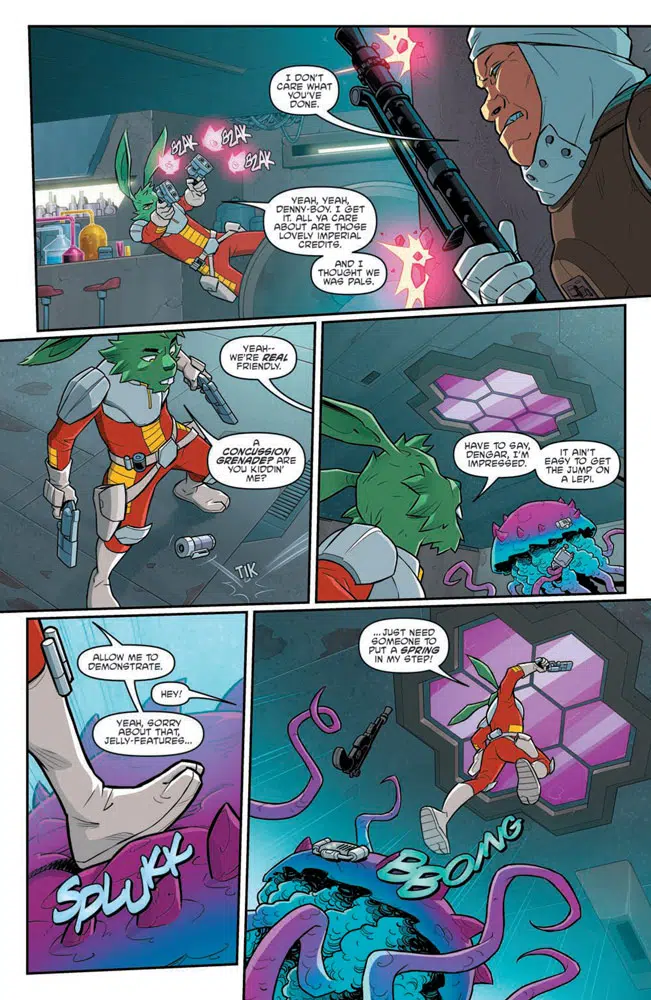 I DON'T
CARE WHAT
YOU'VE
DONE.
SZAK
SZAK
SZAK
YEAH, YEAH,
DENNY-BOY. I GET
IT. ALL YA CARE
ABOUT ARE THOSE
LOVELY IMPERIAL
CREDITS.
AND I
THOUGHT WE
WAS PALS.
YEAH--
WE'RE REAL
FRIENDLY.
A
CONCUSSION
GRENADE? ARE
YOU KIDDIN'
ME?
TIK
HAVE TO SAY,
DENGAR, I'M
IMPRESSED.
IT AIN'T
EASY TO GET
THE JUMP ON
A LEPI.
ALLOW ME TO
DEMONSTRATE.
HEY!
YEAH, SORRY
ABOUT THAT,
JELLY-FEATURES...
SPLUKK
...JUST NEED
SOMEONE TO
PUT A SPRING
IN MY STEP!
BBOING